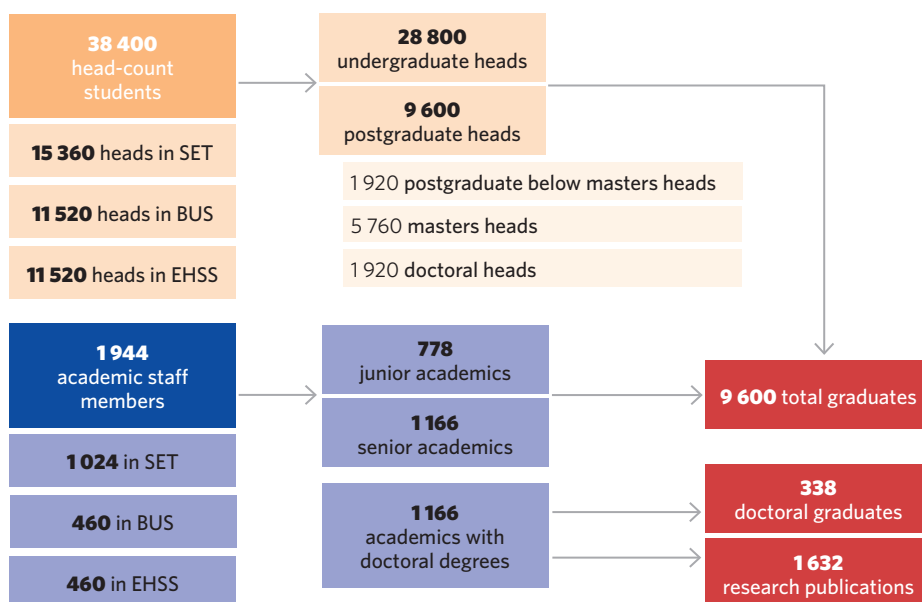 38 400
head-count
students
15 360 heads in SET
11 520 heads in BUS
11 520 heads in EHSS
28 800
undergraduate heads
9 600
postgraduate heads
1 920 postgraduate below masters heads
5 760 masters heads
1 920 doctoral heads
1 944
academic staff
members
1 024 in SET
460 in BUS
460 in EHSS
778
junior academics
1 166
senior academics
1 166
academics with
doctoral degrees
9 600 total graduates
338
doctoral graduates
1 632
research publications